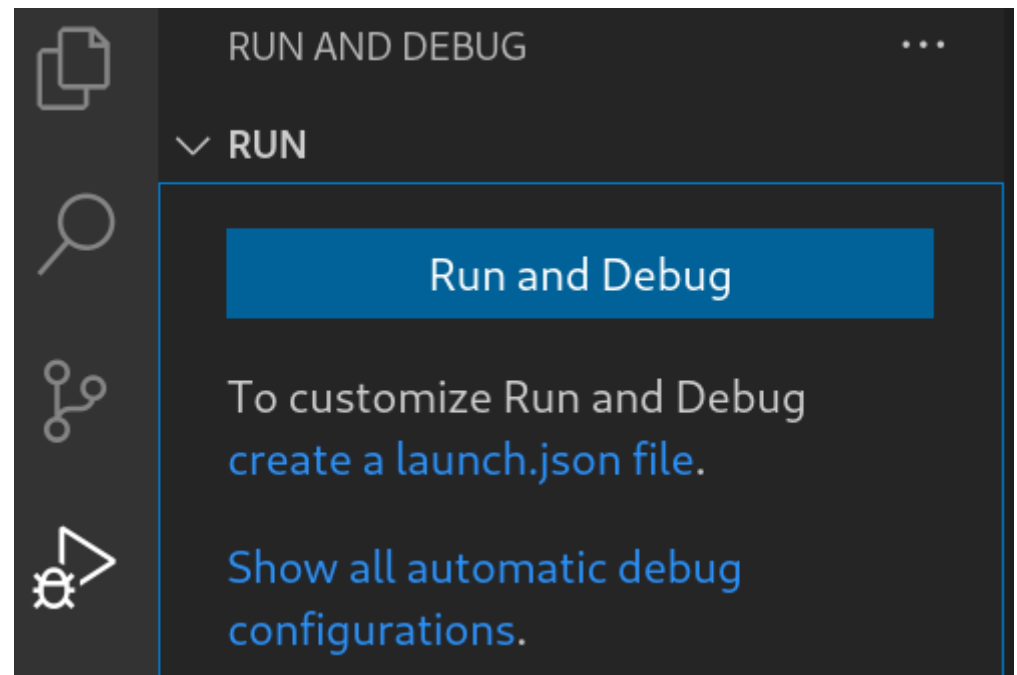 RUN AND DEBUG
RUN
Run and Debug
To customize Run and Debug
create a launch.json file.
Show all automatic debug
configurations.